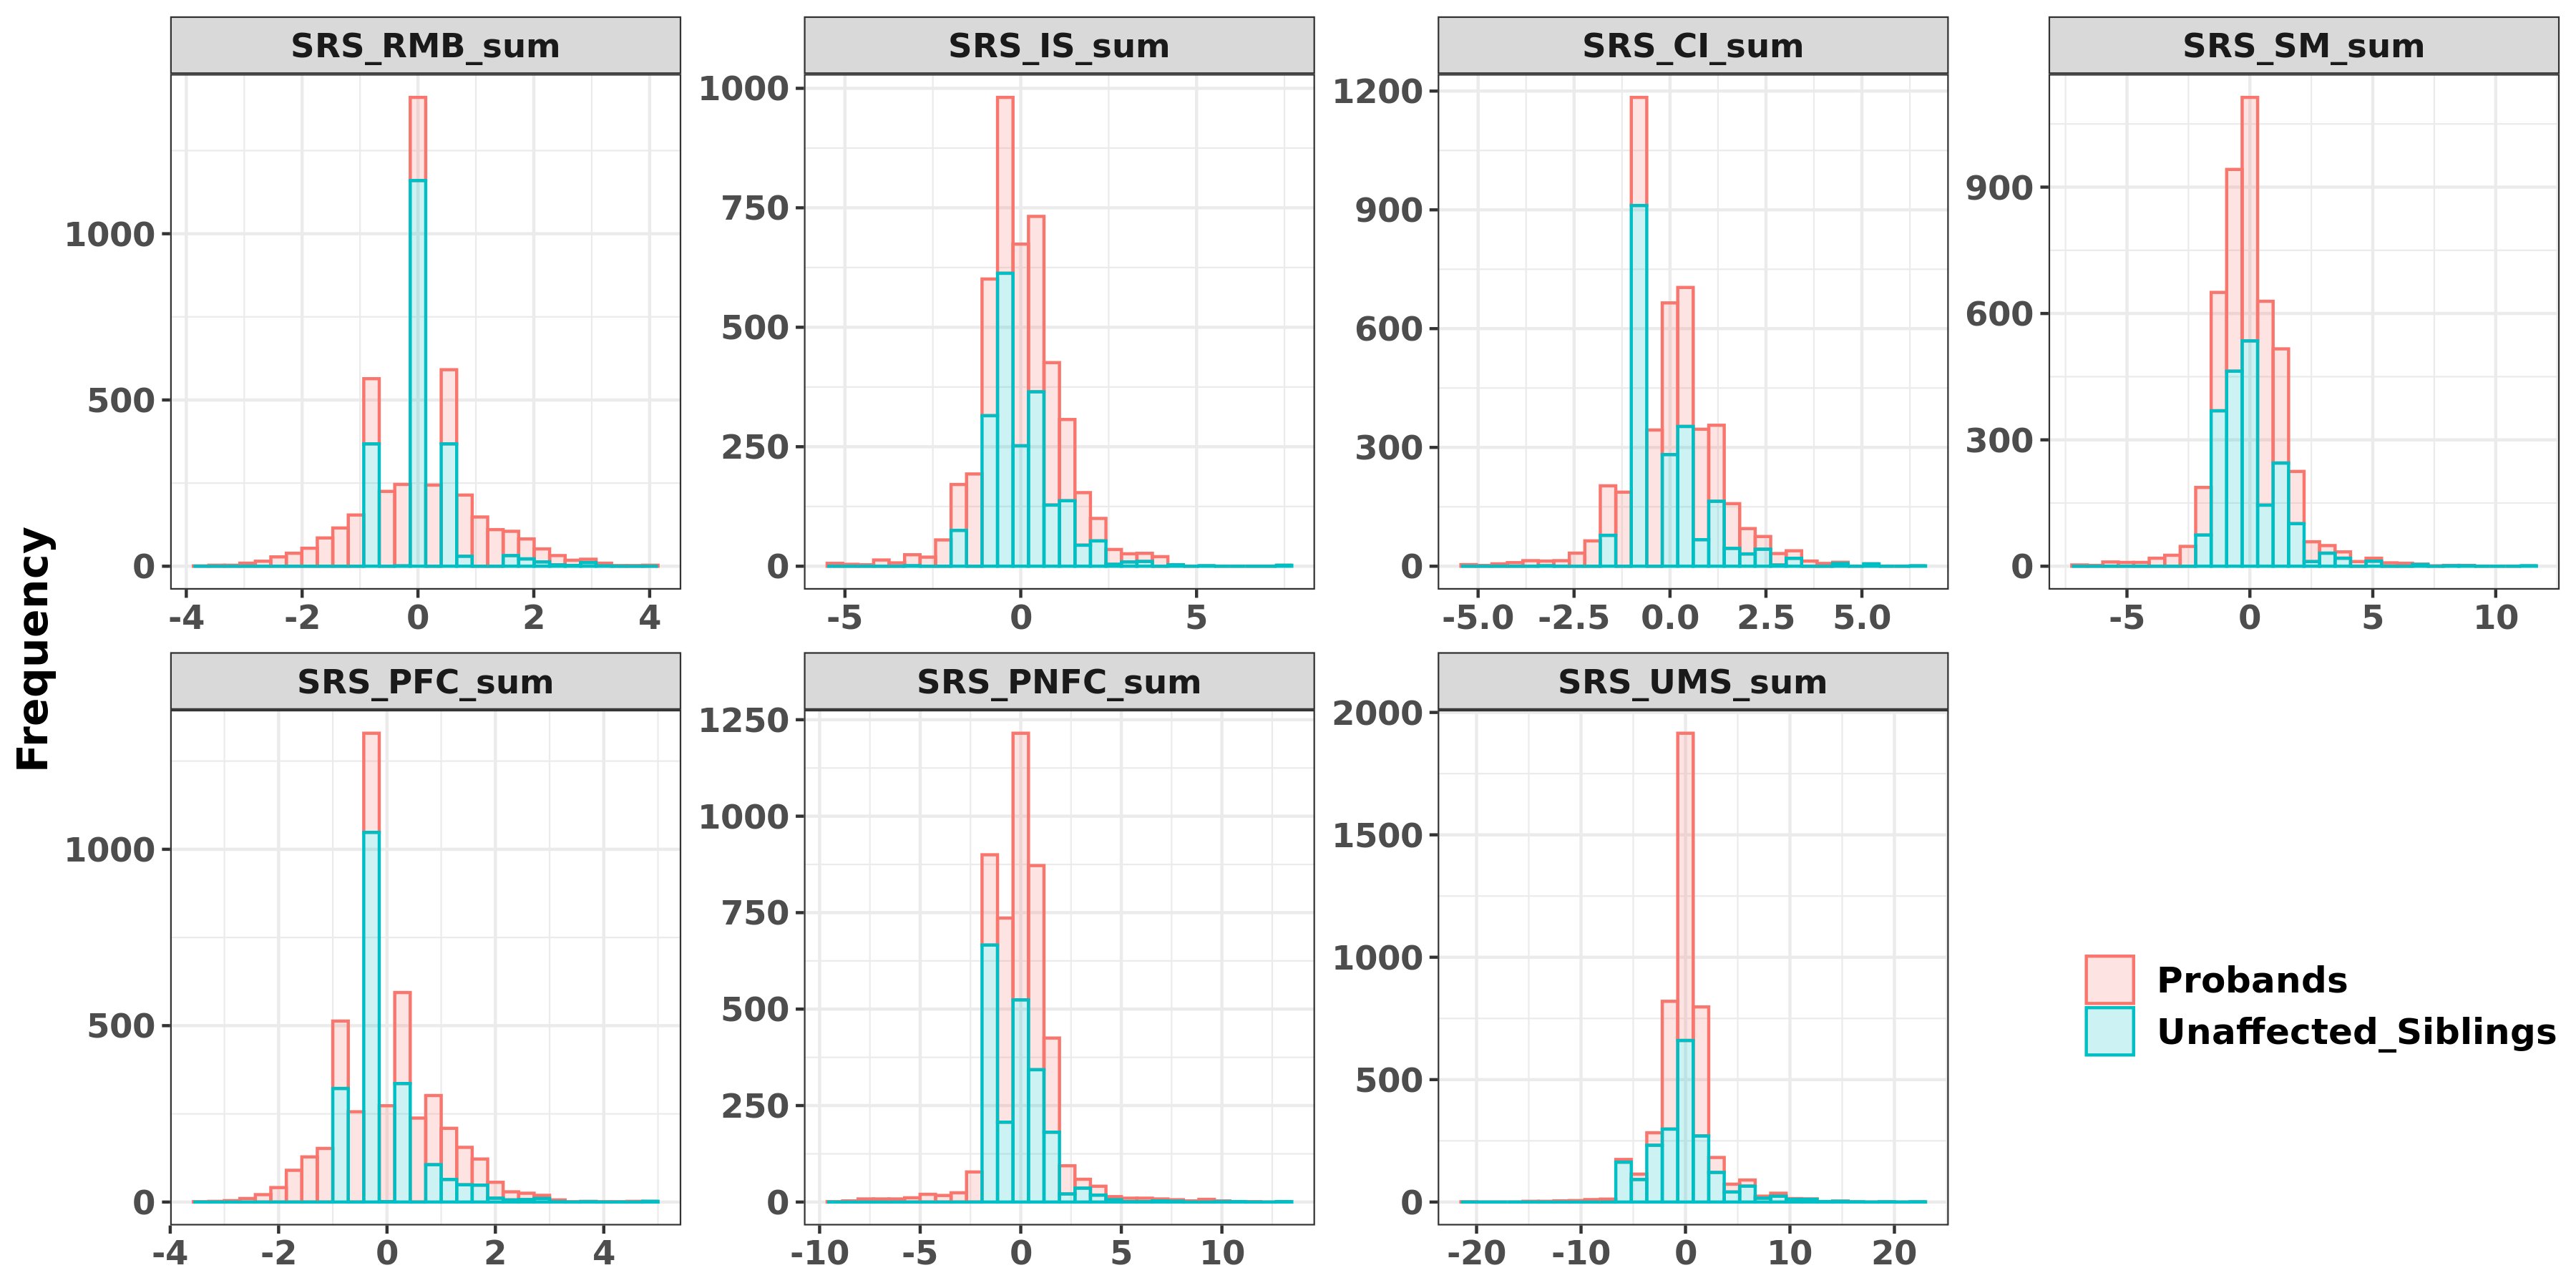 SRS_RMB_sum
SRS_IS_sum
SRS_CI_sum
SRS_SM_sum
1000
500
0
-4 -2 0 2 4
1000
750
500
250
0
-5 0 5
1200
900
600
300
0
-5.0 -2.5 0.0 2.5 5.0
900
600
300
0
-5 0 5 10
Frequency
SRS_PFC_sum
SRS_PNFC_sum
SRS_UMS_sum
1000
500
0
-4 -2 0 2 4
1250
1000
750
500
250
0
-10 -5 0 5 10
2000
1500
1000
500
0
-20 -10 0 10 20
Probands
Unaffected_Siblings